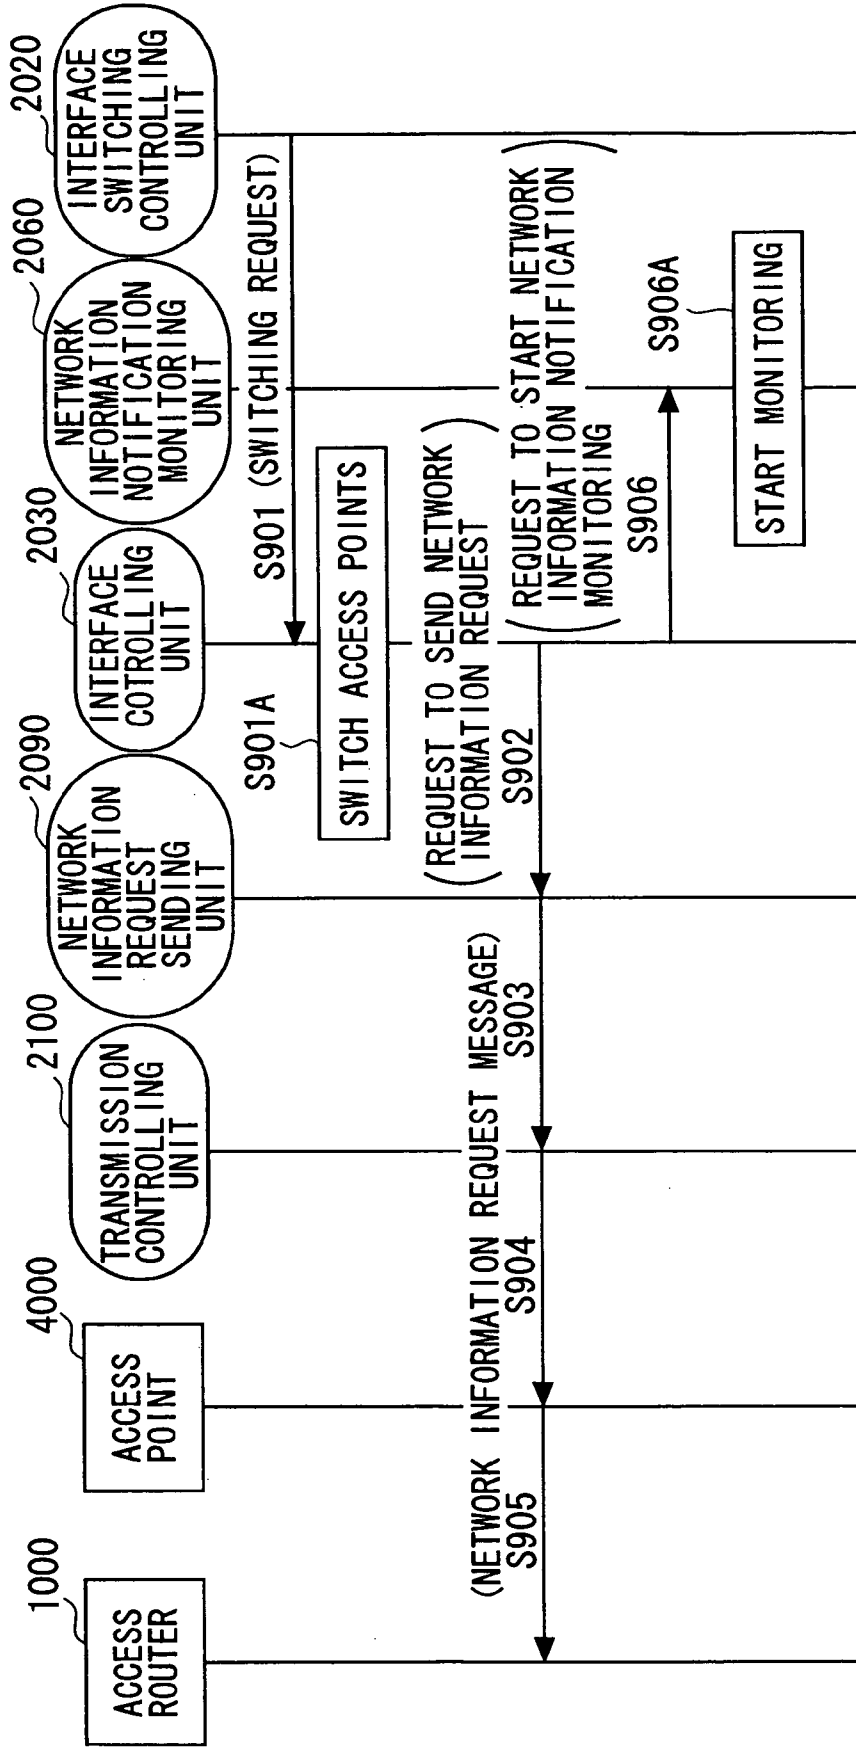 1000
ACCESS
ROUTER
4000
ACCESS
POINT
2100
TRANSMISSION
CONTROLLING
UNIT
2090
NETWORK
INFORMATION
REQUEST
SENDING
UNIT
2030
INTERFACE
COTROLLING
UNIT
2060
NETWORK
INFORMATION
NOTIFICATION
MONITORING
UNIT
2020
INTERFACE
SWITCHING
CONTROLLING
UNIT
S901 (SWITCHING REQUEST)
S901A
SWITCH ACCESS POINTS
(REQUEST TO SEND NETWORK
INFORMATION REQUEST)
S902
(NETWORK INFORMATION REQUEST MESSAGE)
S905
S904
S903
(REQUEST TO START NETWORK
INFORMATION NOTIFICATION
MONITORING)
S906
S906A
START MONITORING